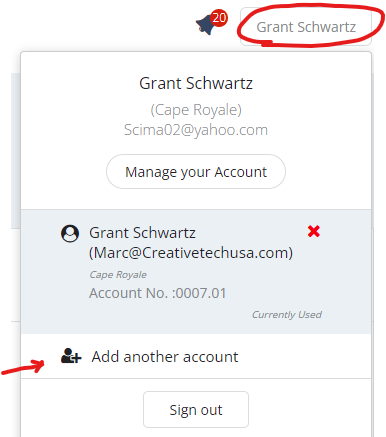 20
Grant Schwartz
Grant Schwartz
(Cape Royale)
Scima02@yahoo.com
Manage your Account
Grant Schwartz
(Marc@Creativetechusa.com)
Cape Royale
Account No. :0007.01
Currently Used
Add another account
Sign out